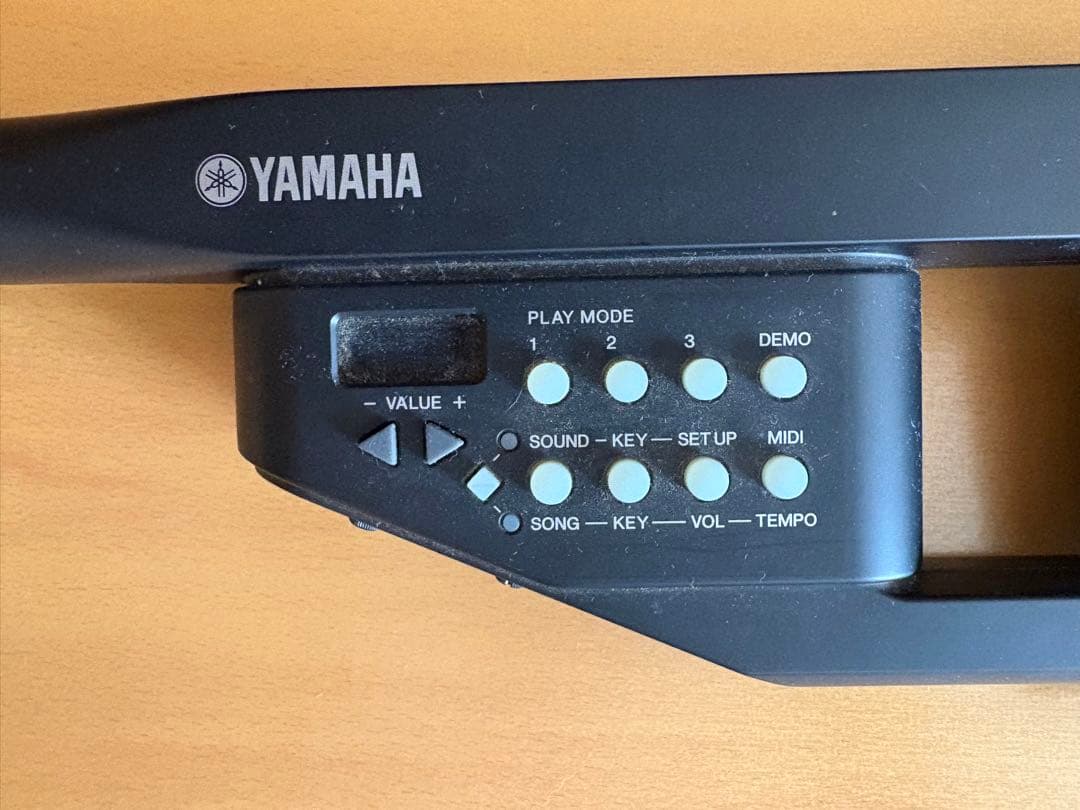 YAMAHA
PLAY MODE
1 2 3 DEMO
− VALUE +
SOUND − KEY − SET UP MIDI
SONG − KEY − VOL − TEMPO